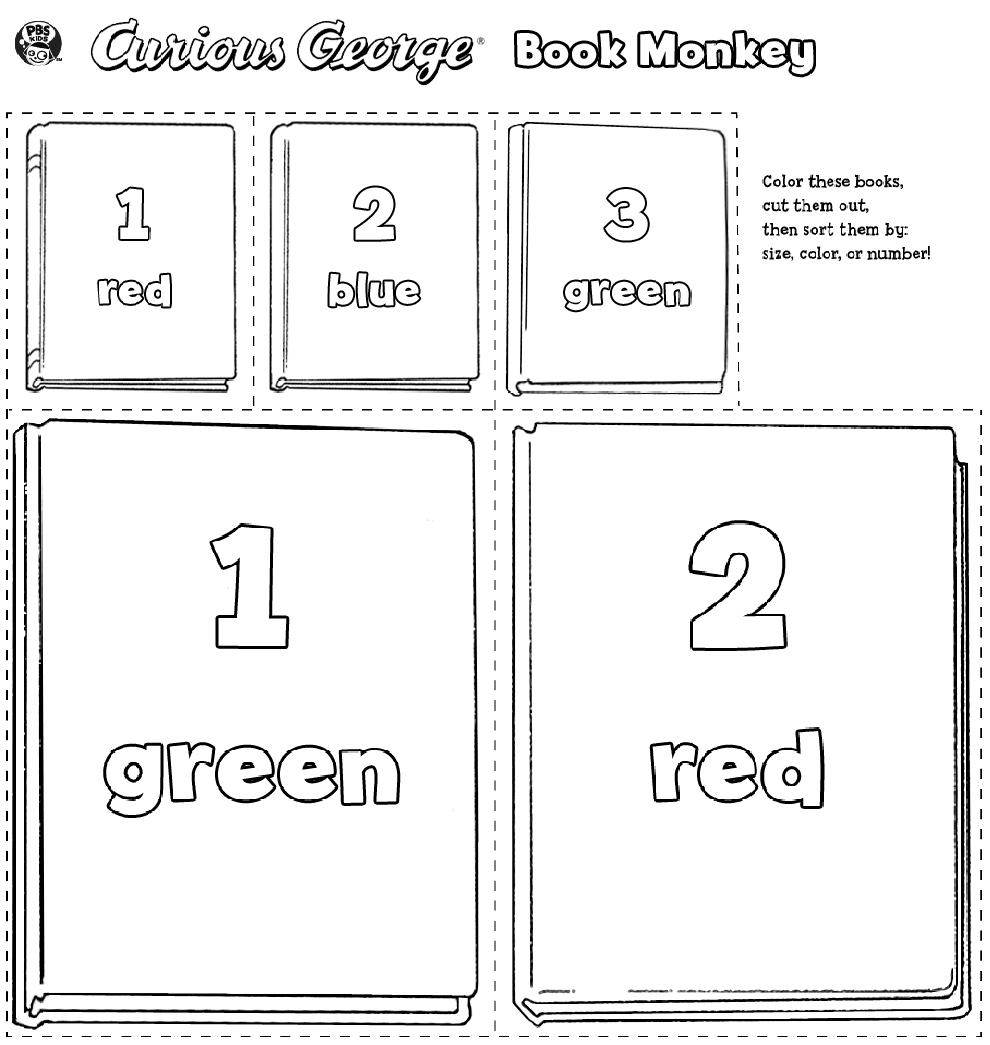 PBS KIDS
Curious George® Book Monkey
1
red
2
blue
3
green
Color these books,
cut them out,
then sort them by:
size, color, or number!
1
green
2
red